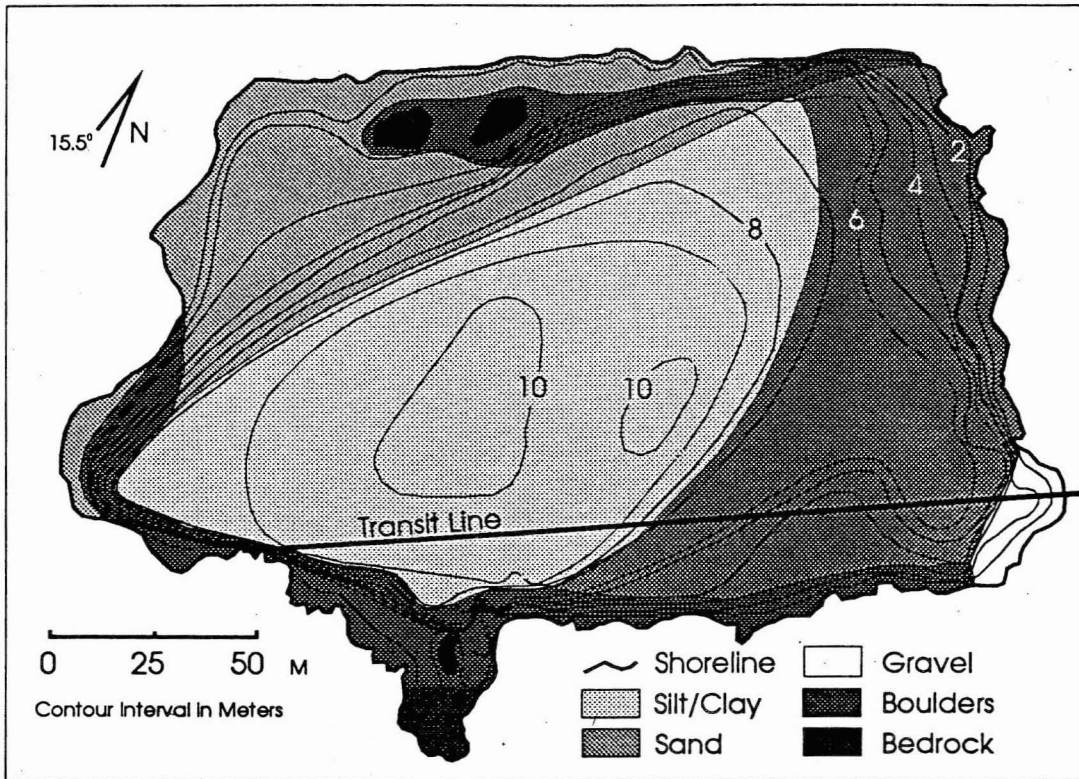 15.5° N
2
4
6
8
10
10
Transit Line
0 25 50 M
Contour Interval in Meters
Shoreline
Silt/Clay
Sand
Gravel
Boulders
Bedrock